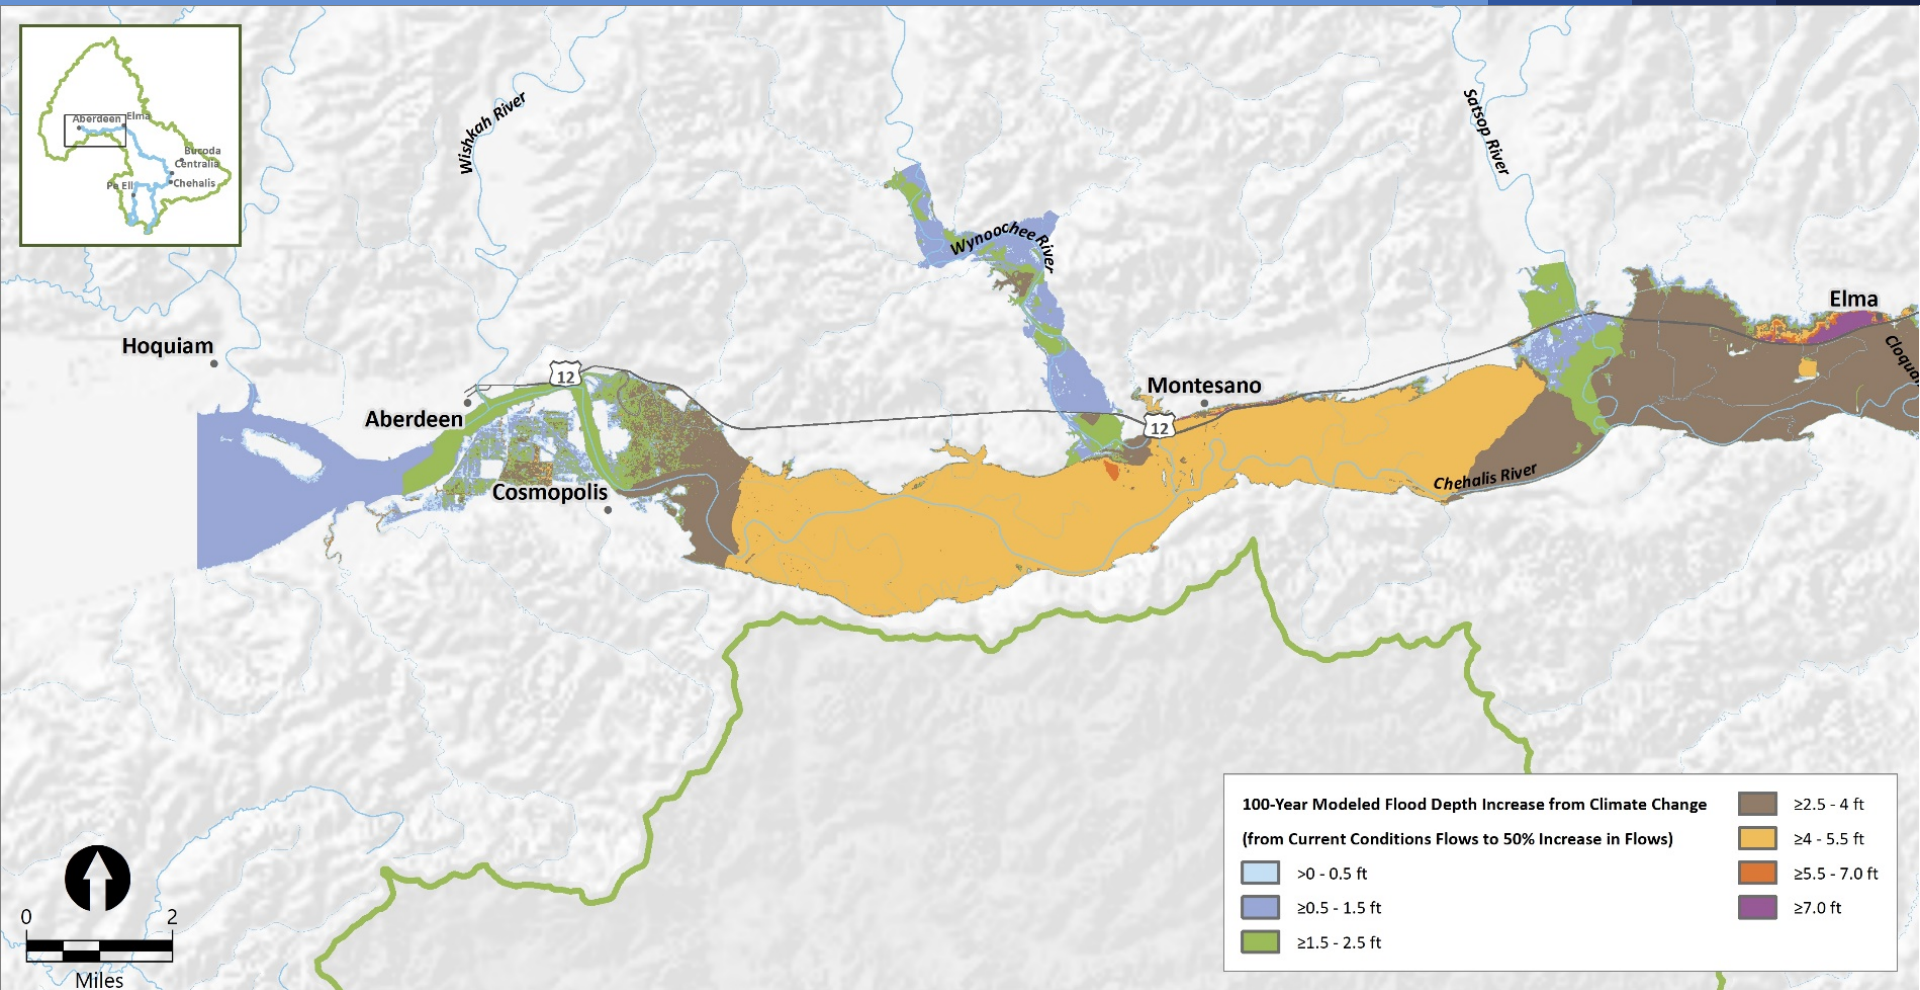 Aberdeen
Elma
Bucoda
Centralia
Chehalis
Pe Ell
Wishkah River
Wynoochee River
Satsop River
Elma
Hoquiam
12
Montesano
Aberdeen
12
Cosmopolis
Chehalis River
100-Year Modeled Flood Depth Increase from Climate Change
(from Current Conditions Flows to 50% Increase in Flows)
>0 - 0.5 ft
≥0.5 - 1.5 ft
≥1.5 - 2.5 ft
≥2.5 - 4 ft
≥4 - 5.5 ft
≥5.5 - 7.0 ft
≥7.0 ft
0 2
Miles